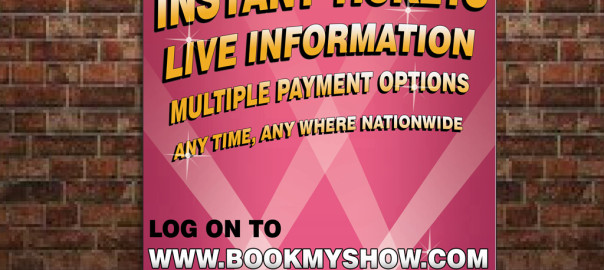 INSTANT TICKETS
LIVE INFORMATION
MULTIPLE PAYMENT OPTIONS
ANY TIME, ANY WHERE NATIONWIDE
LOG ON TO
WWW.BOOKMYSHOW.COM